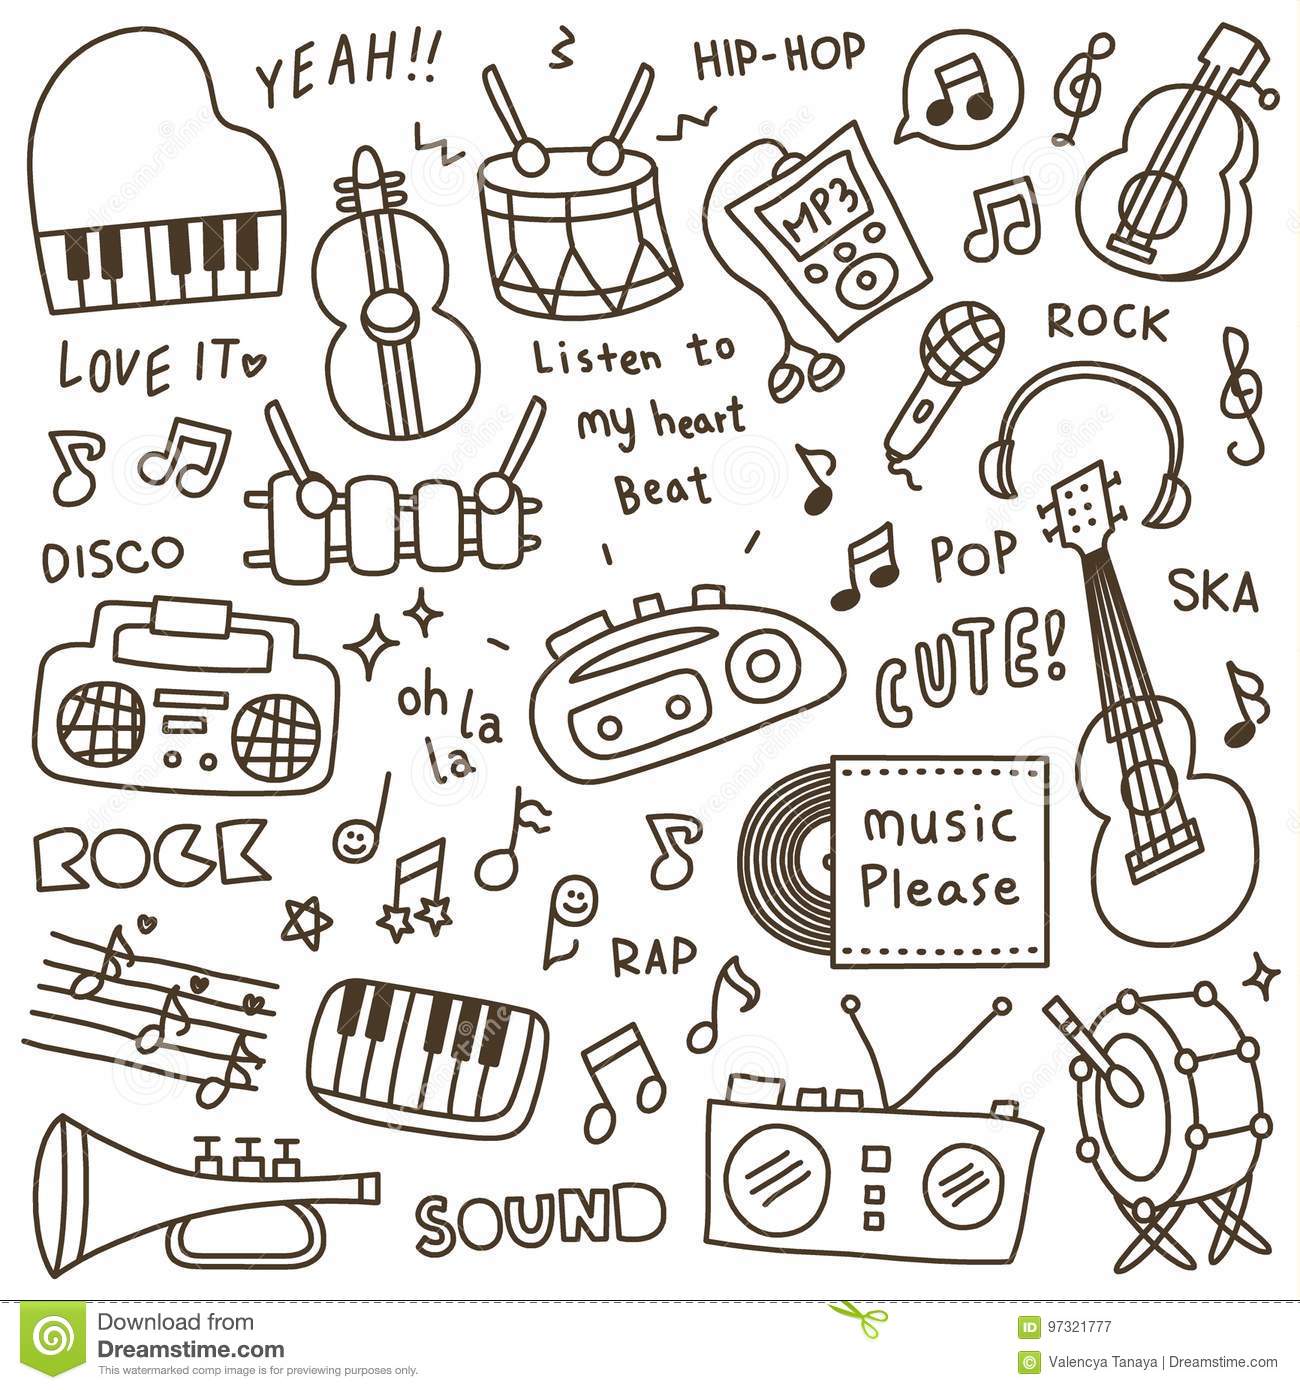 YEAH!!
HIP-HOP
MP3
ROCK
LOVE IT
Listen to
my heart
Beat
DISCO
POP
SKA
CUTE!
oh
la
la
music
Please
ROCK
RAP
SOUND
Download from
Dreamstime.com
This watermarked comp image is for previewing purposes only.
ID 97321777
© Valencya Tanaya | Dreamstime.com